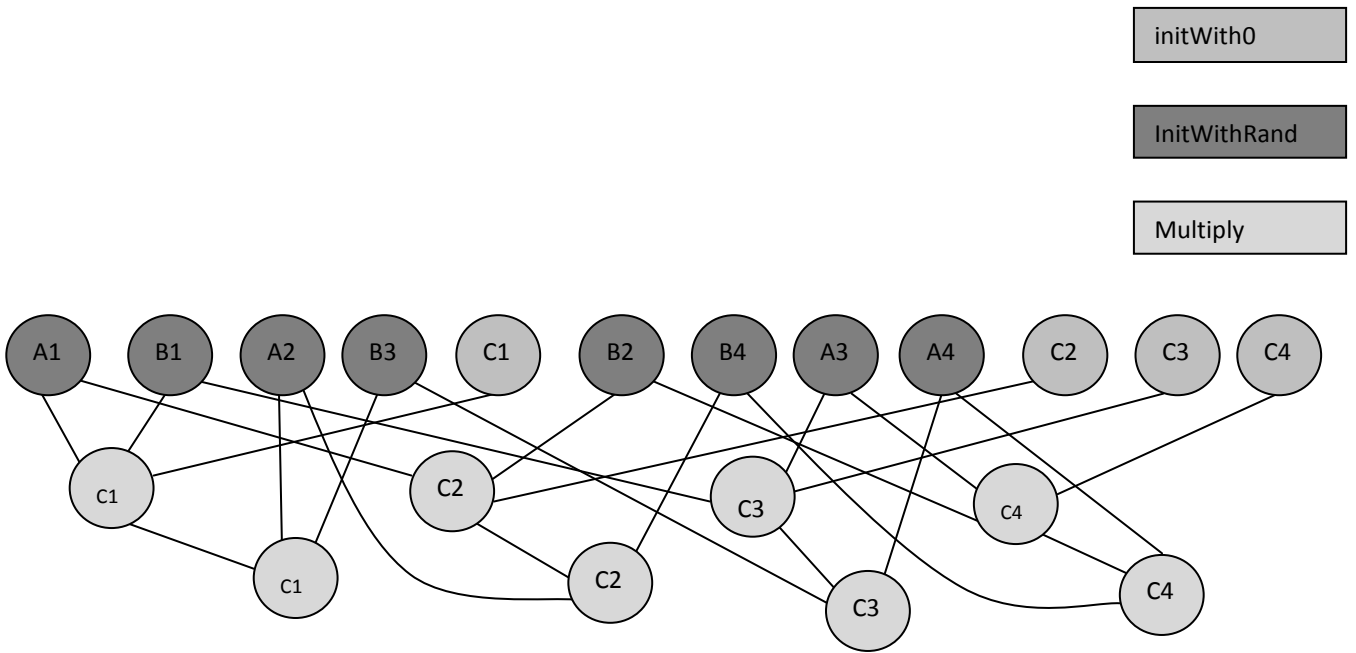 initWith0
InitWithRand
Multiply
A1 B1 A2 B3 C1 B2 B4 A3 A4 C2 C3 C4
C1 C2 C3 C4
C1 C2 C3 C4